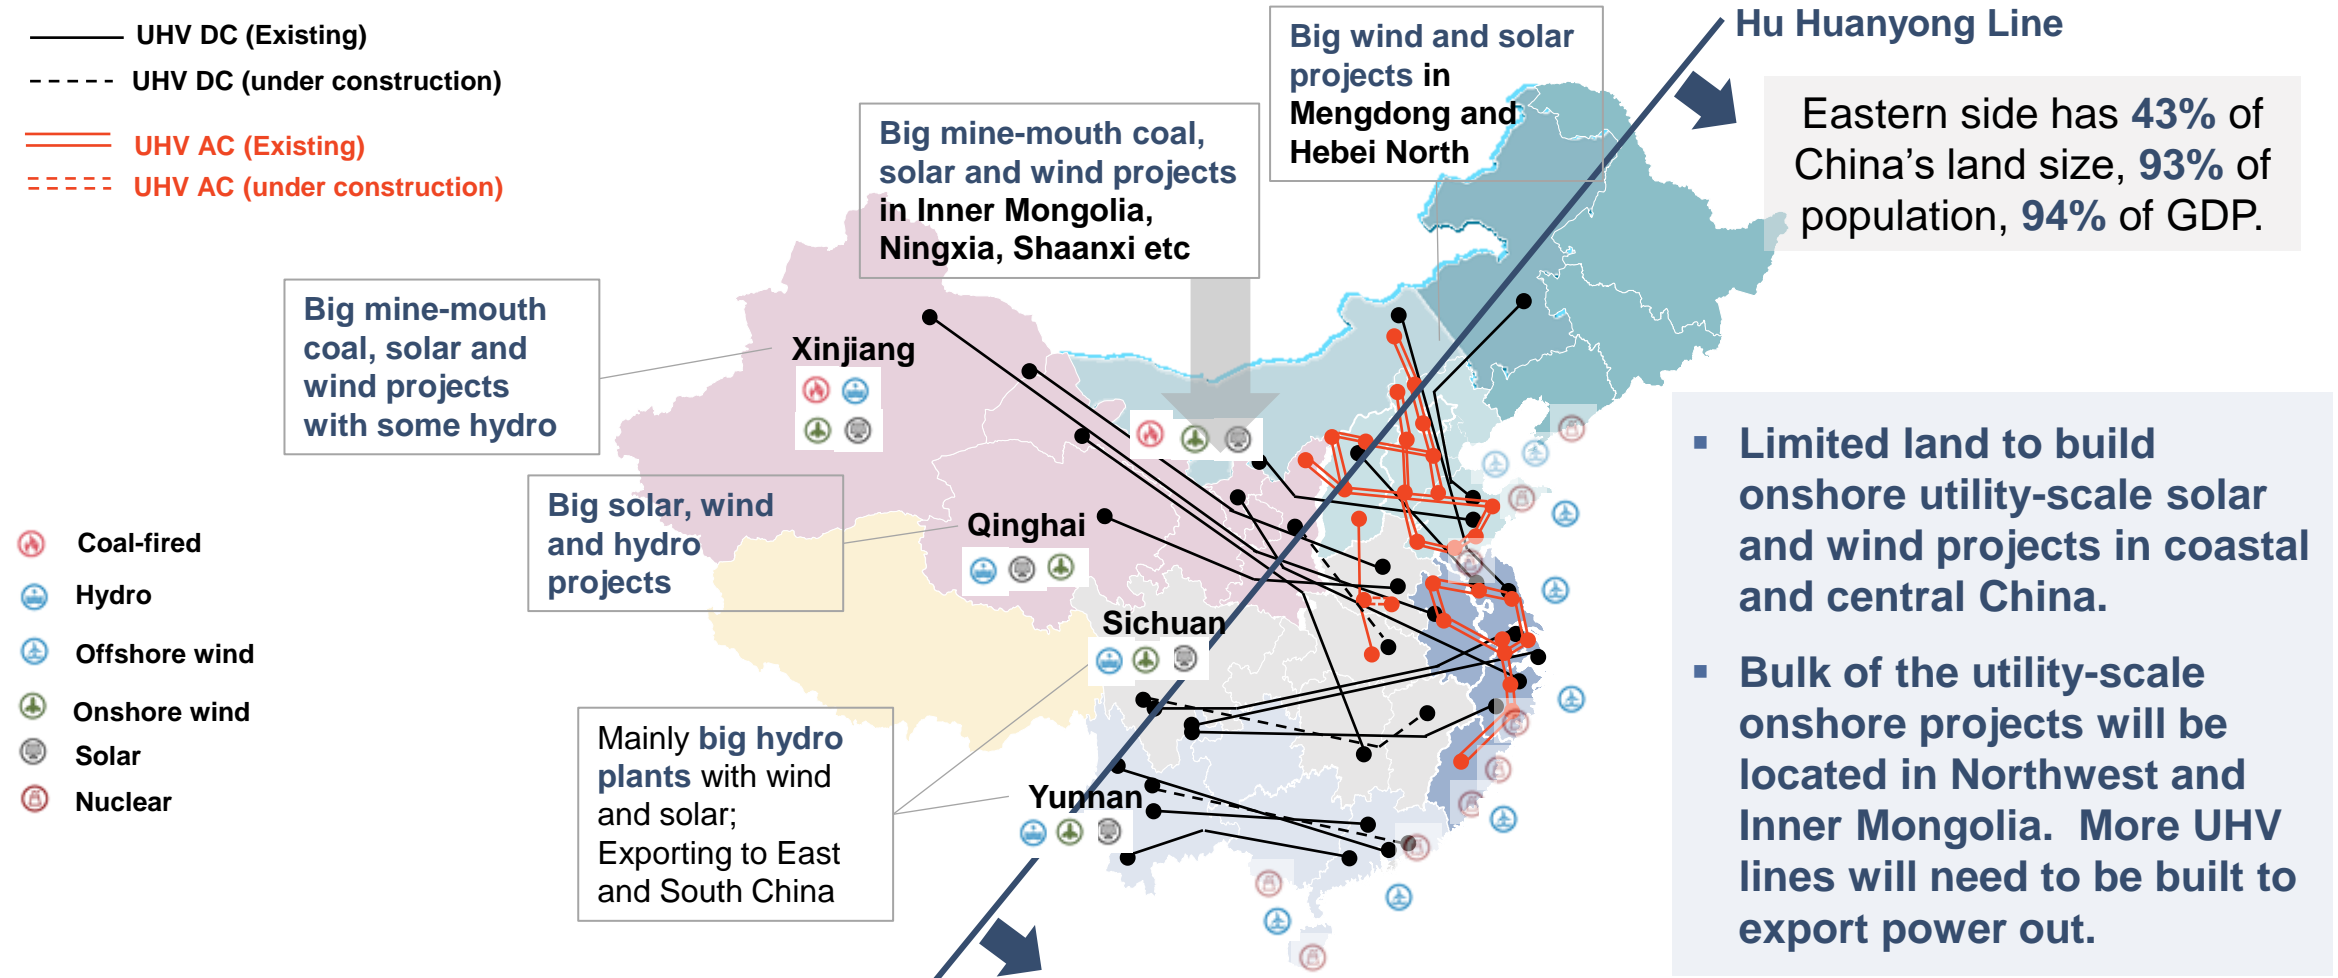 UHV DC (Existing)
UHV DC (under construction)
UHV AC (Existing)
UHV AC (under construction)
Big wind and solar
projects in
Mengdong and
Hebei North
Hu Huanyong Line
Eastern side has 43% of
China’s land size, 93% of
population, 94% of GDP.
Big mine-mouth coal,
solar and wind projects
in Inner Mongolia,
Ningxia, Shaanxi etc
Big mine-mouth
coal, solar and
wind projects
with some hydro
Xinjiang
Big solar, wind
and hydro
projects
Qinghai
Sichuan
Mainly big hydro
plants with wind
and solar;
Exporting to East
and South China
Yunnan
Coal-fired
Hydro
Offshore wind
Onshore wind
Solar
Nuclear
▪ Limited land to build
onshore utility-scale solar
and wind projects in coastal
and central China.
▪ Bulk of the utility-scale
onshore projects will be
located in Northwest and
Inner Mongolia.  More UHV
lines will need to be built to
export power out.